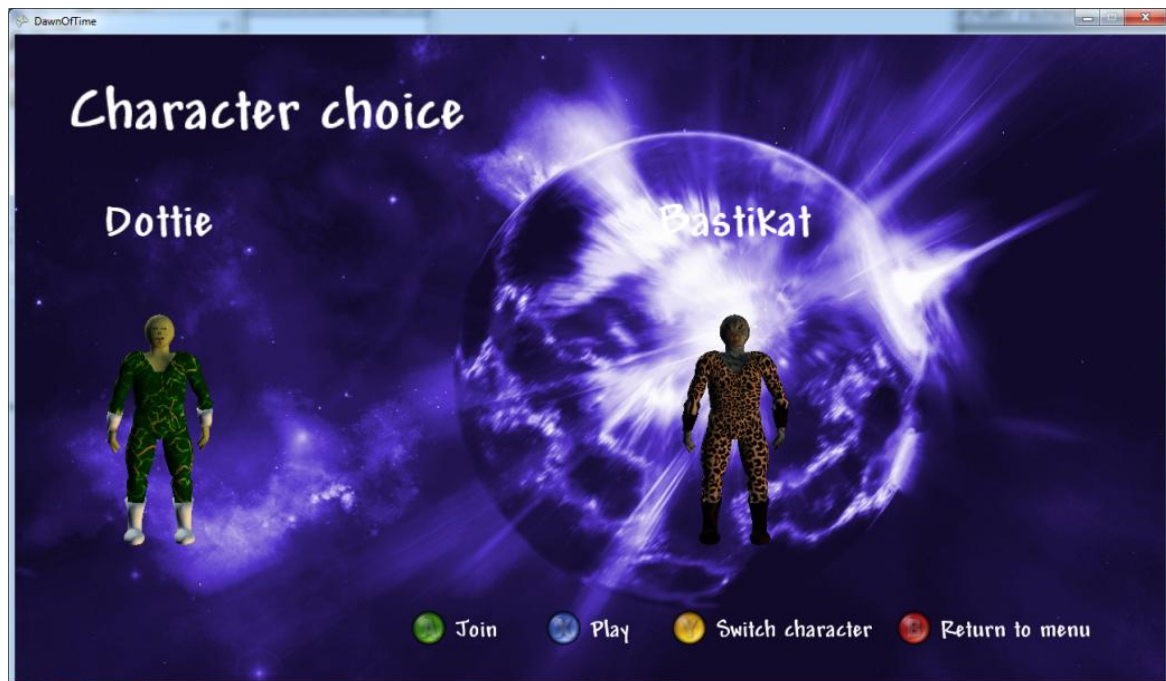 DawnOfTime
Character choice
Dottie
Bastikat
A Join X Play Y Switch character B Return to menu